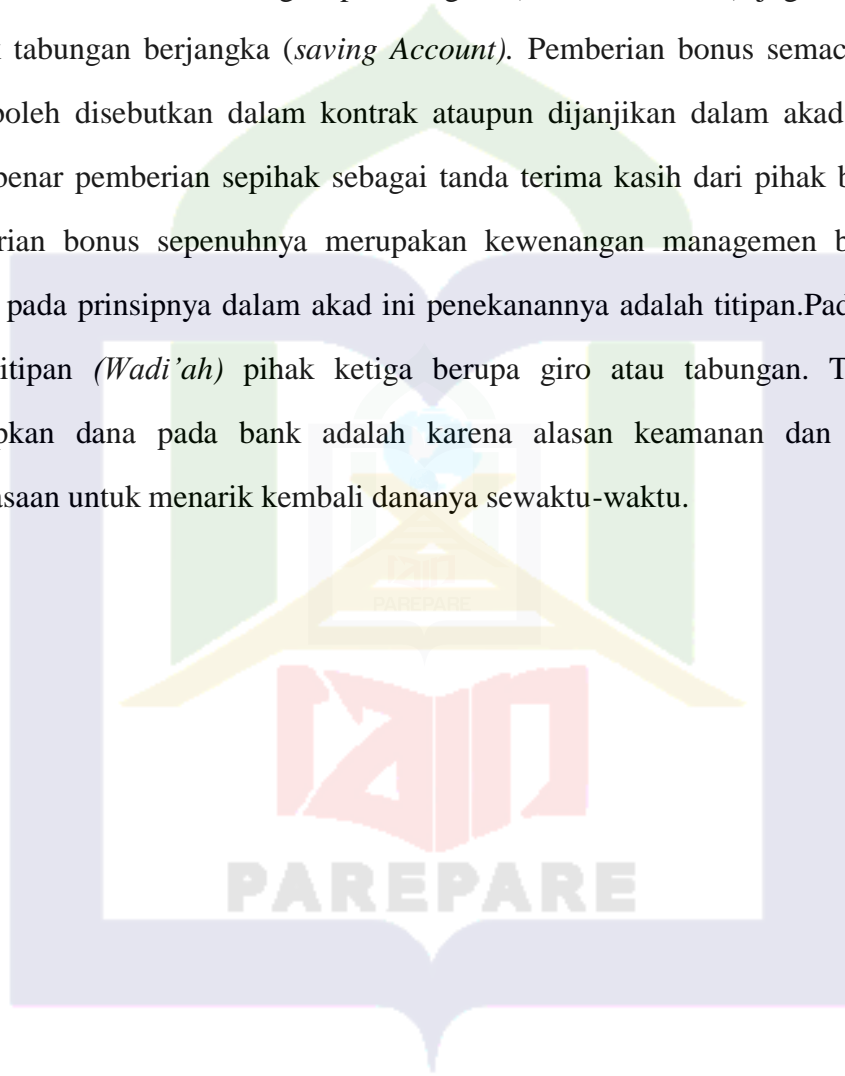 tabungan berjangka (saving Account). Pemberian bonus semac
boleh disebutkan dalam kontrak ataupun dijanjikan dalam akad
benar pemberian sepihak sebagai tanda terima kasih dari pihak b
rian bonus sepenuhnya merupakan kewenangan managemen b
pada prinsipnya dalam akad ini penekanannya adalah titipan.Pad
itipan (Wadi’ah) pihak ketiga berupa giro atau tabungan. T
pkan dana pada bank adalah karena alasan keamanan dan
asaan untuk menarik kembali dananya sewaktu-waktu.
IAIN
PAREPARE
IAIN
PAREPARE